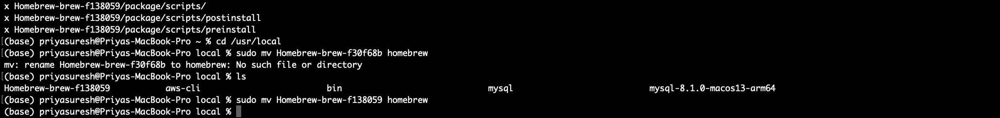 x Homebrew-brew-f138059/package/scripts/
x Homebrew-brew-f138059/package/scripts/postinstall
x Homebrew-brew-f138059/package/scripts/preinstall
[(base) priyasuresh@Priyas-MacBook-Pro ~ % cd /usr/local
[(base) priyasuresh@Priyas-MacBook-Pro local % sudo mv Homebrew-brew-f30f68b homebrew
mv: rename Homebrew-brew-f30f68b to homebrew: No such file or directory
[(base) priyasuresh@Priyas-MacBook-Pro local % ls
Homebrew-brew-f138059 aws-cli bin mysql mysql-8.1.0-macos13-arm64
[(base) priyasuresh@Priyas-MacBook-Pro local % sudo mv Homebrew-brew-f138059 homebrew
(base) priyasuresh@Priyas-MacBook-Pro local %